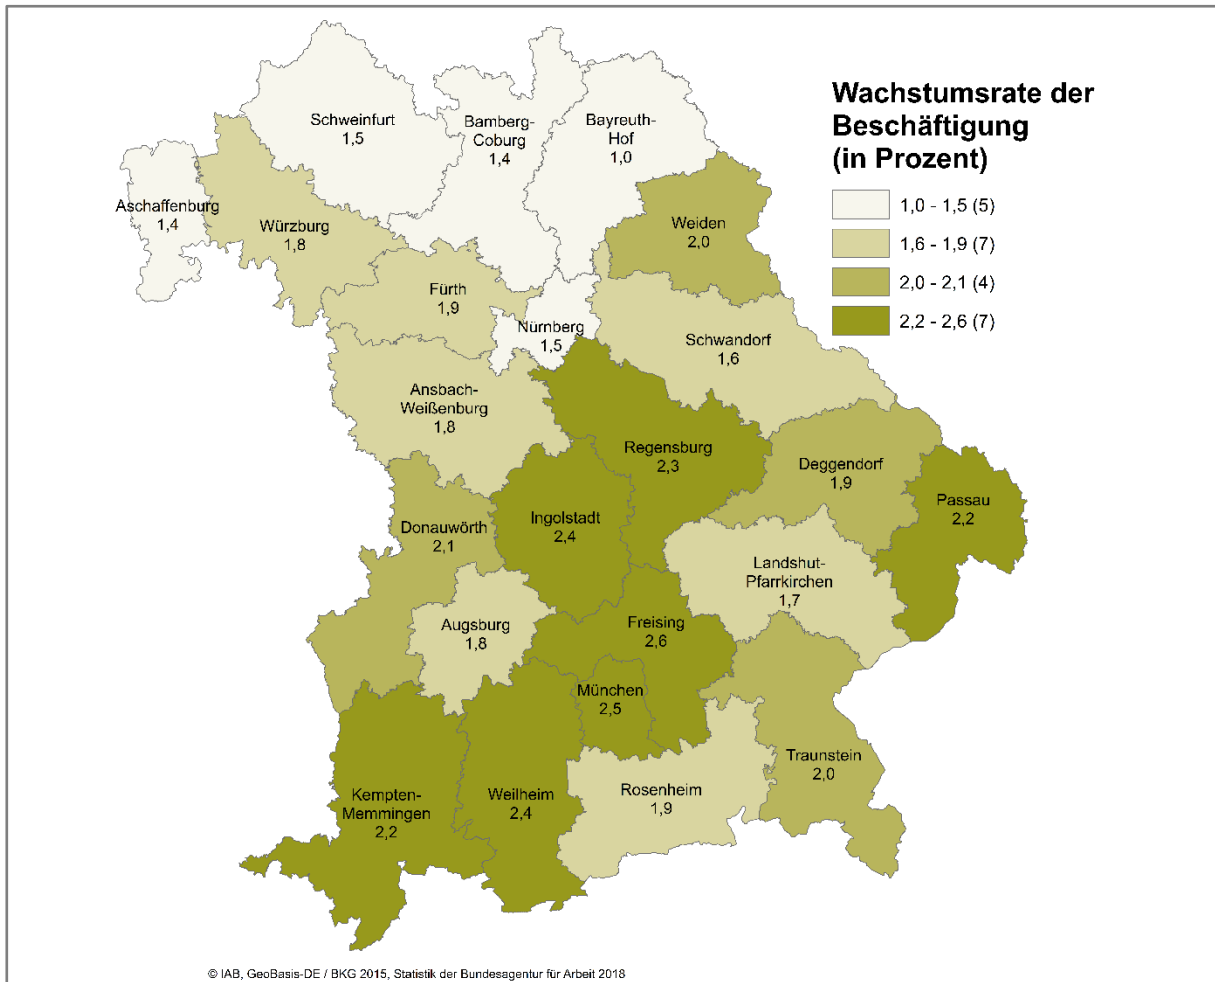 Wachstumsrate der
Beschäftigung
(in Prozent)
1,0 - 1,5 (5)
1,6 - 1,9 (7)
2,0 - 2,1 (4)
2,2 - 2,6 (7)
Schweinfurt
1,5
Bamberg-
Coburg
1,4
Bayreuth-
Hof
1,0
Aschaffenburg
1,4
Würzburg
1,8
Weiden
2,0
Fürth
1,9
Nürnberg
1,5
Schwandorf
1,6
Ansbach-
Weißenburg
1,8
Regensburg
2,3
Deggendorf
1,9
Passau
2,2
Donauwörth
2,1
Ingolstadt
2,4
Landshut-
Pfarrkirchen
1,7
Augsburg
1,8
Freising
2,6
München
2,5
Traunstein
2,0
Kempten-
Memmingen
2,2
Weilheim
2,4
Rosenheim
1,9
© IAB, GeoBasis-DE / BKG 2015, Statistik der Bundesagentur für Arbeit 2018